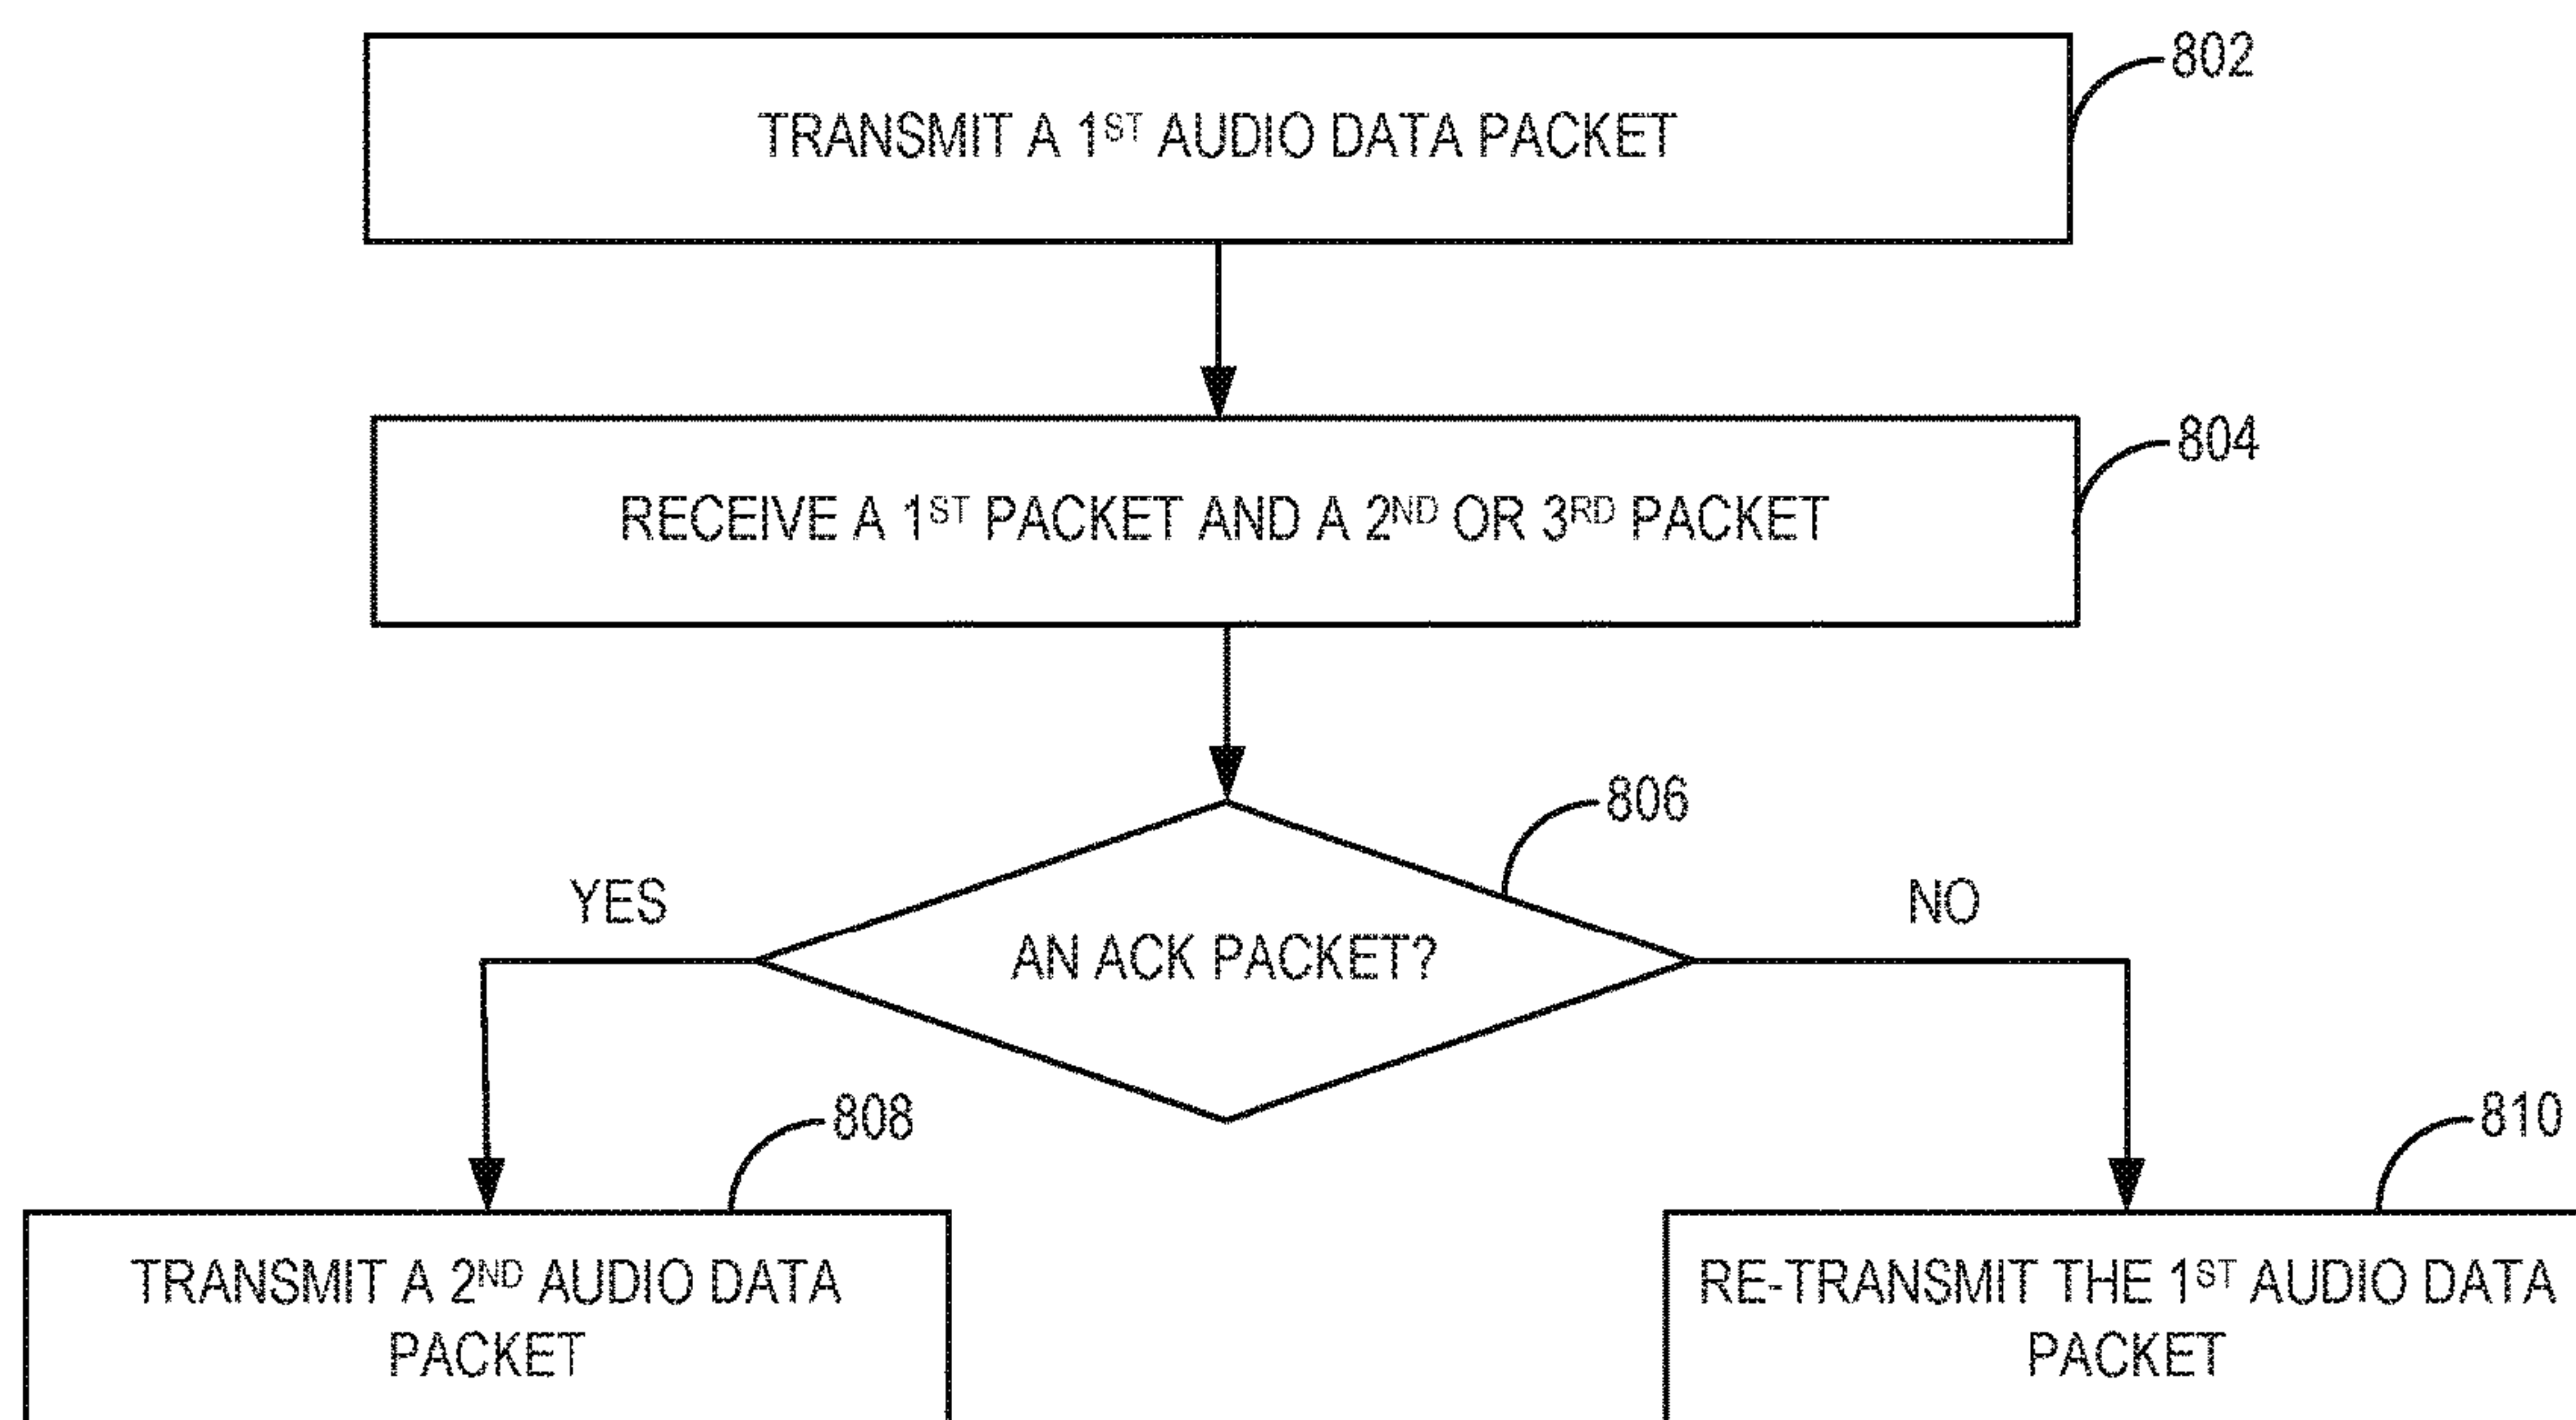 802
TRANSMIT A 1ST AUDIO DATA PACKET
804
RECEIVE A 1ST PACKET AND A 2ND OR 3RD PACKET
806
YES
NO
AN ACK PACKET?
808
810
TRANSMIT A 2ND AUDIO DATA
PACKET
RE-TRANSMIT THE 1ST AUDIO DATA
PACKET